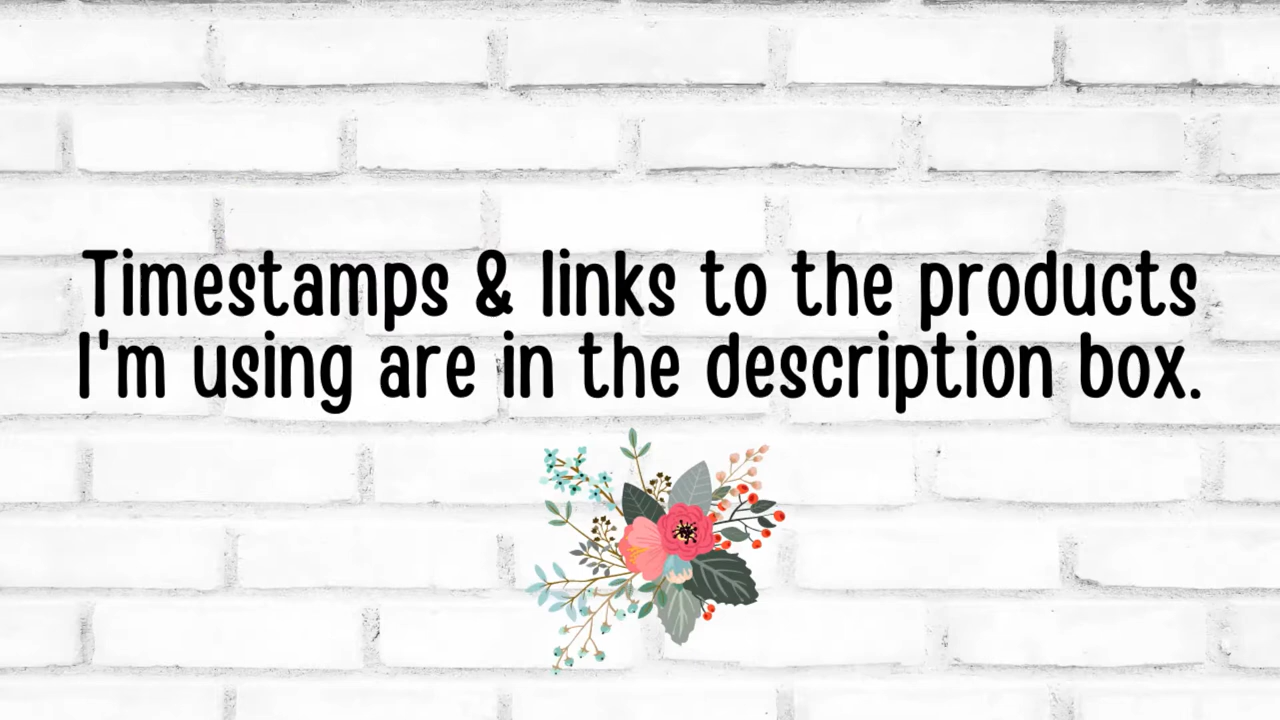 Timestamps & links to the products
I'm using are in the description box.